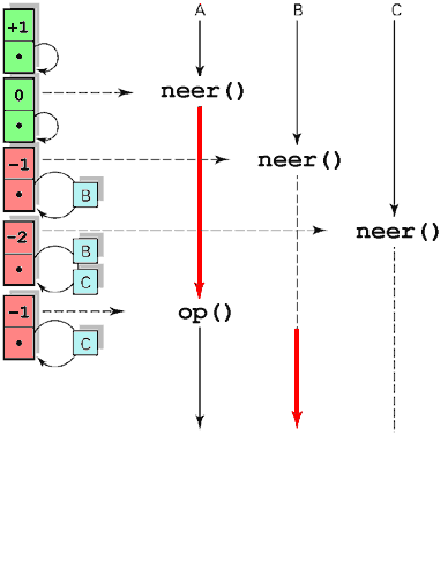 A B C
+1
0 neer()
-1 neer()
B
-2 neer()
B
C
-1 op()
C